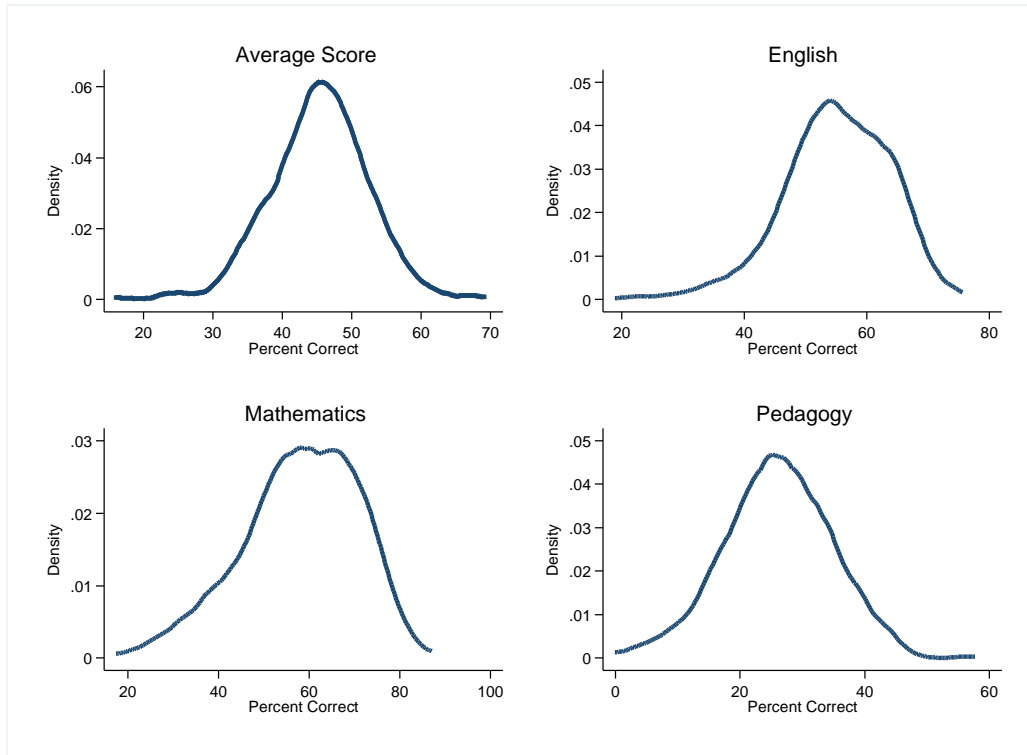 Average Score
Density
.06
.04
.02
0
20 30 40 50 60 70
Percent Correct
English
Density
.05
.04
.03
.02
.01
0
20 40 60 80
Percent Correct
Mathematics
Density
.03
.02
.01
0
20 40 60 80 100
Percent Correct
Pedagogy
Density
.05
.04
.03
.02
.01
0
0 20 40 60
Percent Correct